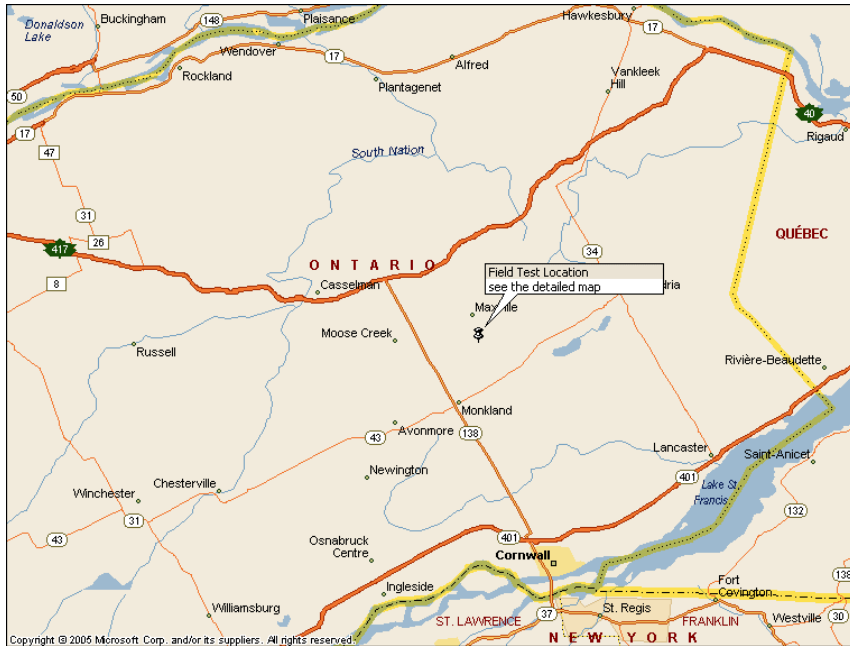 Donaldson
Lake
Buckingham
148
Plaisance
Hawkesbury
17
Wendover
17
Alfred
Rockland
Plantagenet
Vankleek
Hill
50
40
17
Rigaud
47
South Nation
31
34
QUÉBEC
26
417
ONTARIO
Field Test Location
see the detailed map
8
Casselman
Maxville
dria
Moose Creek
Russell
Rivière-Beaudette
Monkland
43
Avonmore
138
Lancaster
Saint-Anicet
Newington
401
Chesterville
Lake St.
Francis
Winchester
132
31
43
401
Osnabruck
Centre
Cornwall
138
Ingleside
Fort
Covington
Williamsburg
37
St. Regis
ST. LAWRENCE
FRANKLIN
Westville
30
NEW YORK
Copyright © 2005 Microsoft Corp. and/or its suppliers. All rights reserved.